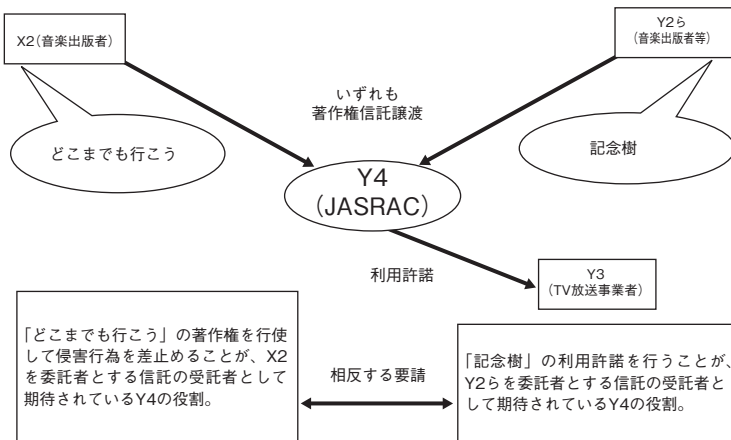 X2(音楽出版者)
Y2ら
(音楽出版者等)
いずれも
著作権信託譲渡
どこまでも行こう
記念樹
Y4
(JASRAC)
利用許諾
Y3
(TV放送事業者)
「どこまでも行こう」の著作権を行使
して侵害行為を差止めることが、X2
を委託者とする信託の受託者として
期待されているY4の役割。
相反する要請
「記念樹」の利用許諾を行うことが、
Y2らを委託者とする信託の受託者と
して期待されているY4の役割。